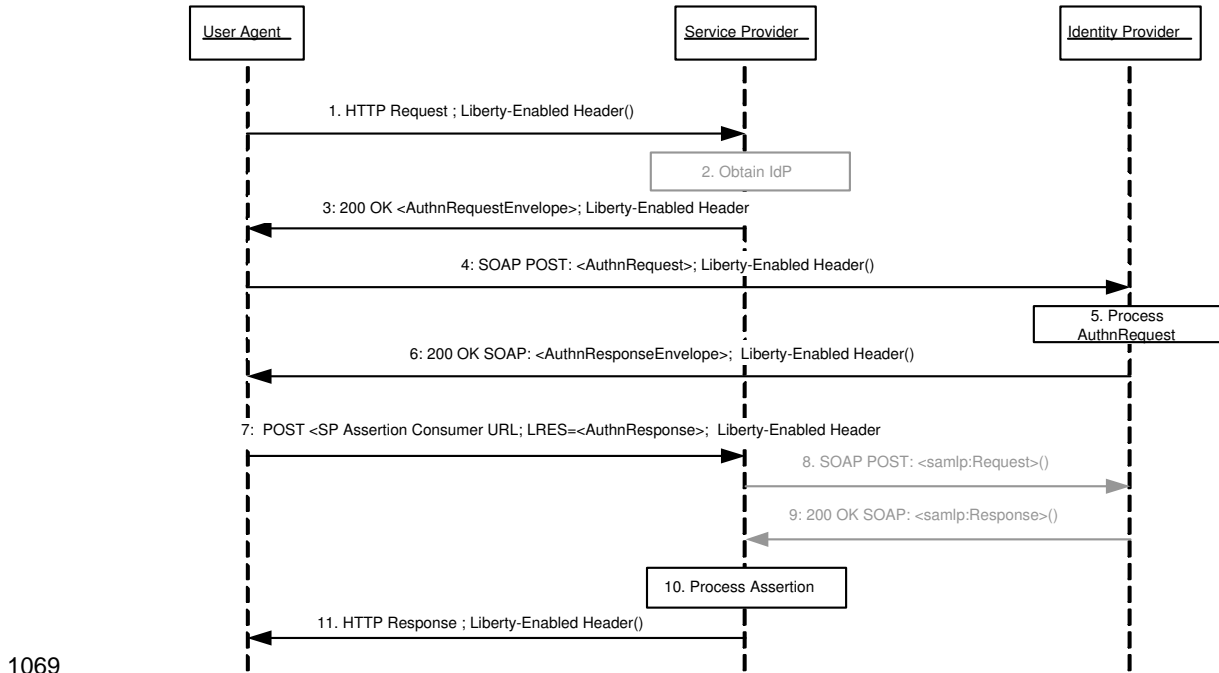 User Agent
Service Provider
Identity Provider
1. HTTP Request ; Liberty-Enabled Header()
2. Obtain IdP
3: 200 OK <AuthnRequestEnvelope>; Liberty-Enabled Header
4: SOAP POST: <AuthnRequest>; Liberty-Enabled Header()
5. Process
AuthnRequest
6: 200 OK SOAP: <AuthnResponseEnvelope>; Liberty-Enabled Header()
7: POST <SP Assertion Consumer URL; LRES=<AuthnResponse>; Liberty-Enabled Header
8. SOAP POST: <samlp:Request>()
9: 200 OK SOAP: <samlp:Response>()
10. Process Assertion
11. HTTP Response ; Liberty-Enabled Header()
1069